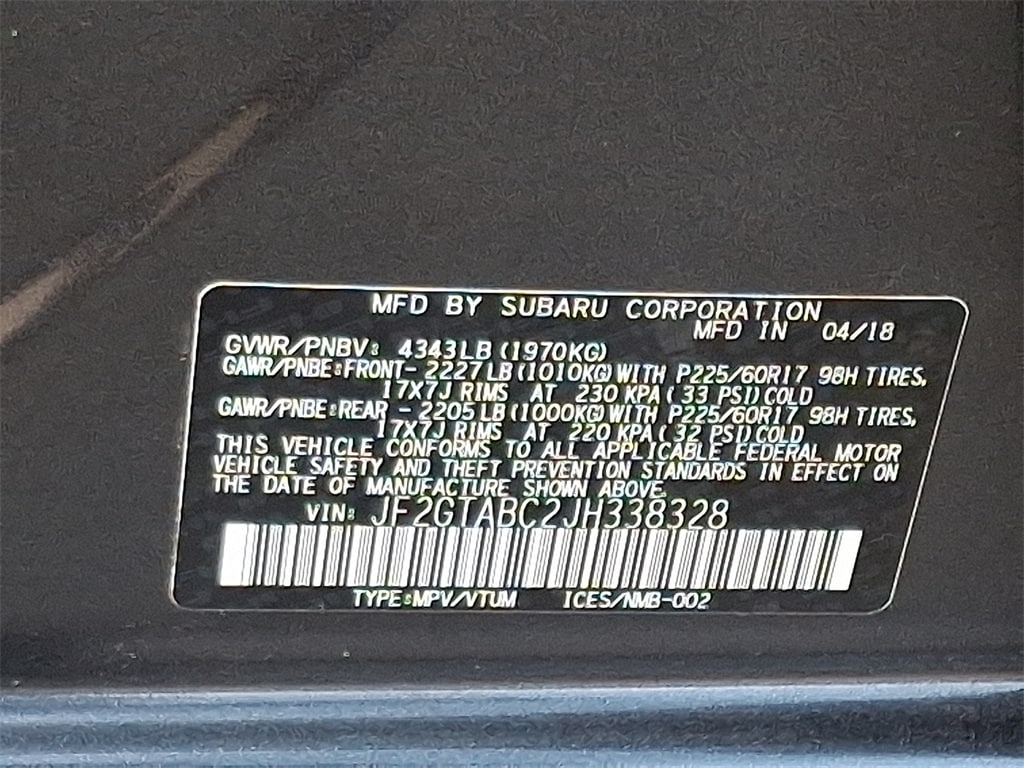 MFD BY SUBARU CORPORATION
MFD IN 04/18
GVWR/PNBV: 4343LB (1970KG)
GAWR/PNBE:FRONT- 2227LB (1010KG) WITH P225/60R17 98H TIRES,
17X7J RIMS AT 230 KPA ( 33 PSI) COLD
GAWR/PNBE:REAR - 2205LB (1000KG) WITH P225/60R17 98H TIRES,
17X7J RIMS AT 220 KPA ( 32 PSI) COLD
THIS VEHICLE CONFORMS TO ALL APPLICABLE FEDERAL MOTOR
VEHICLE SAFETY AND THEFT PREVENTION STANDARDS IN EFFECT ON
THE DATE OF MANUFACTURE SHOWN ABOVE.
VIN: JF2GTABC2JH338328
TYPE:MPV/VTUM ICES/NMB-002